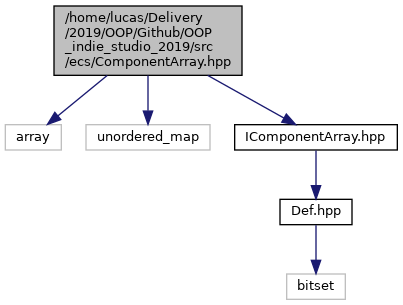 /home/lucas/Delivery
/2019/OOP/Github/OOP
_indie_studio_2019/src
/ecs/ComponentArray.hpp
array
unordered_map
IComponentArray.hpp
Def.hpp
bitset